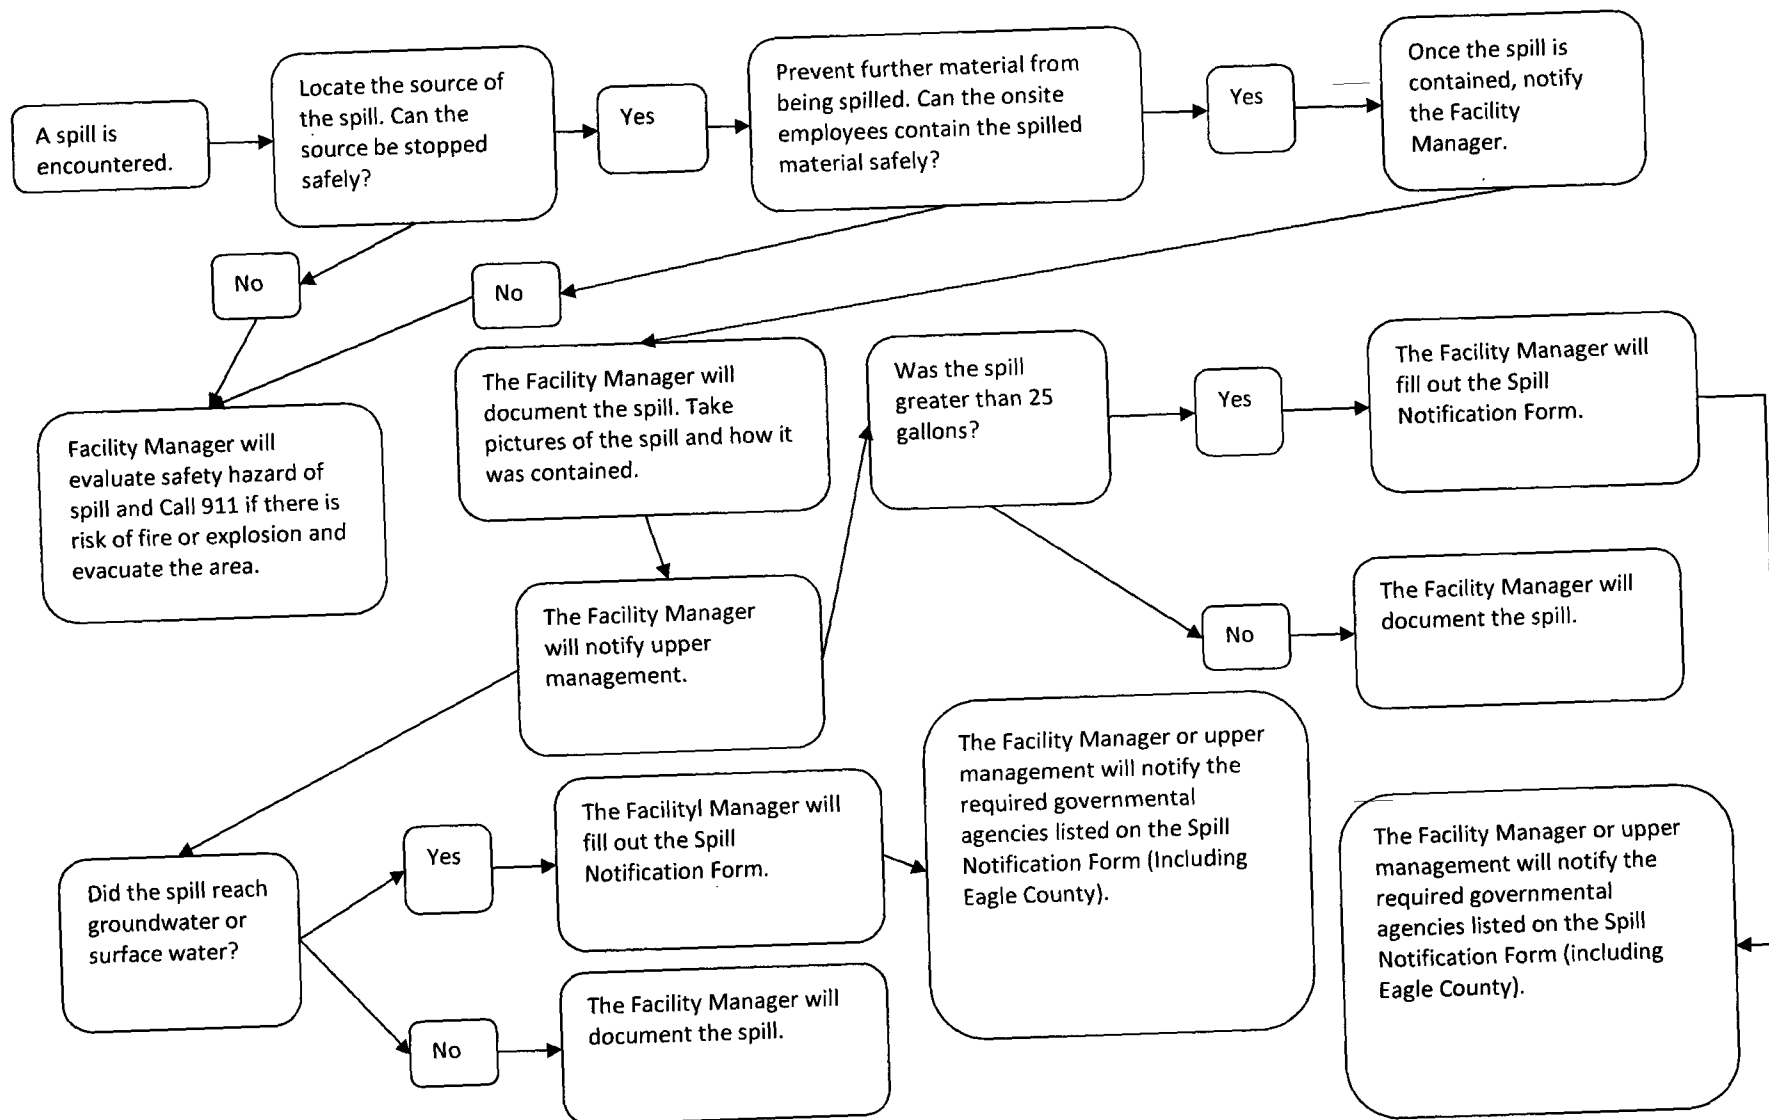 A spill is
encountered.
Locate the source of
the spill. Can the
source be stopped
safely?
Yes
Prevent further material from
being spilled. Can the onsite
employees contain the spilled
material safely?
Yes
Once the spill is
contained, notify
the Facility
Manager.
No
No
Facility Manager will
evaluate safety hazard of
spill and Call 911 if there is
risk of fire or explosion and
evacuate the area.
The Facility Manager will
document the spill. Take
pictures of the spill and how it
was contained.
Was the spill
greater than 25
gallons?
Yes
The Facility Manager will
fill out the Spill
Notification Form.
The Facility Manager
will notify upper
management.
No
The Facility Manager will
document the spill.
Did the spill reach
groundwater or
surface water?
Yes
The Facilityl Manager will
fill out the Spill
Notification Form.
The Facility Manager or upper
management will notify the
required governmental
agencies listed on the Spill
Notification Form (Including
Eagle County).
The Facility Manager or upper
management will notify the
required governmental
agencies listed on the Spill
Notification Form (including
Eagle County).
No
The Facility Manager will
document the spill.